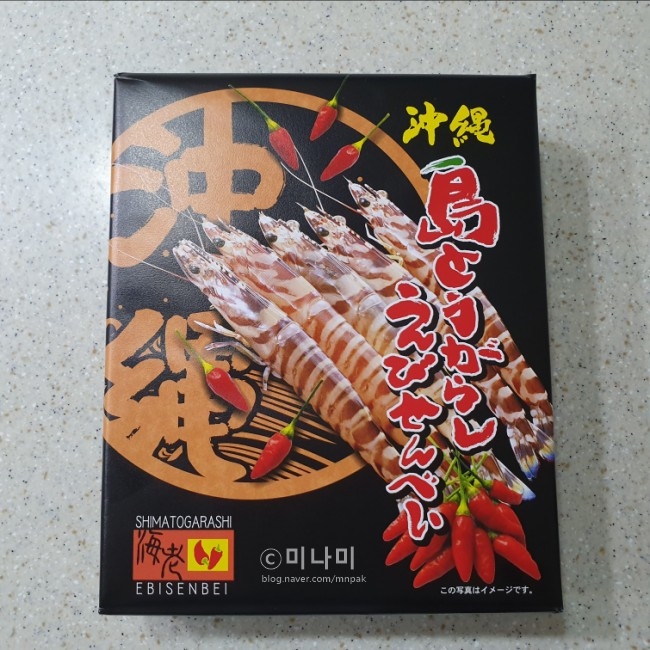 沖縄
沖縄
島とうがらし
えびせんべい
SHIMATOGARASHI
海老
EBISENBEI
ⓒ미나미
blog.naver.com/mnpak
この写真はイメージです。